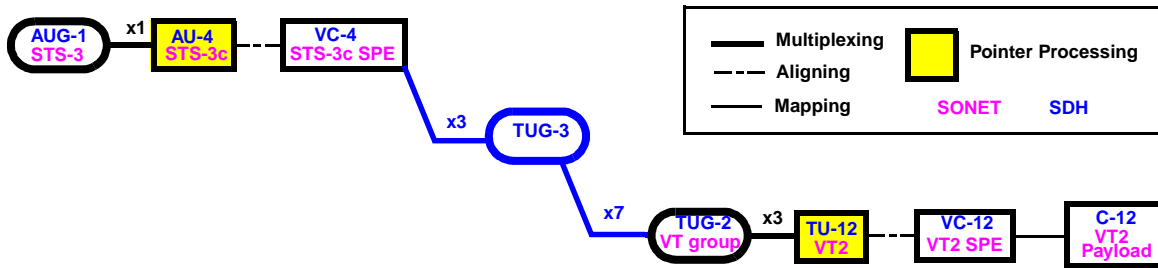 AUG-1
STS-3
x1
AU-4
STS-3c
VC-4
STS-3c SPE
x3
TUG-3
x7
TUG-2
VT group
x3
TU-12
VT2
VC-12
VT2 SPE
C-12
VT2
Payload
Multiplexing
Aligning
Mapping
Pointer Processing
SONET
SDH